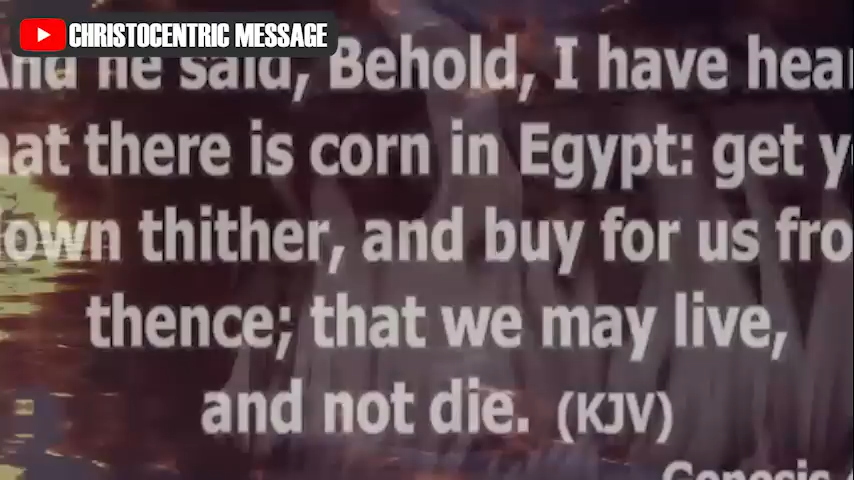 CHRISTOCENTRIC MESSAGE
And he said, Behold, I have hear
hat there is corn in Egypt: get y
own thither, and buy for us fro
thence; that we may live,
and not die. (KJV)
Genesis